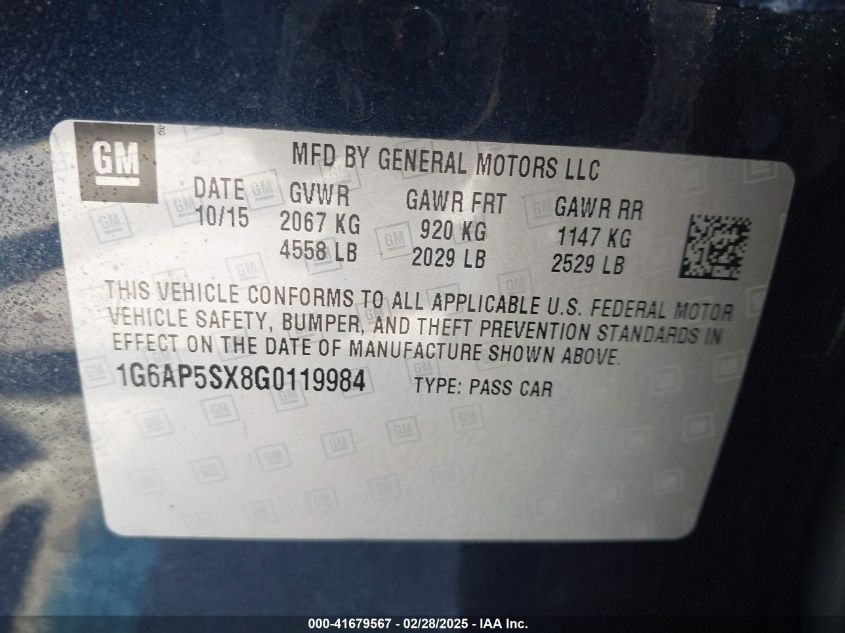 GM ®
MFD BY GENERAL MOTORS LLC
DATE GVWR GAWR FRT GAWR RR
10/15 2067 KG 920 KG 1147 KG
4558 LB 2029 LB 2529 LB
THIS VEHICLE CONFORMS TO ALL APPLICABLE U.S. FEDERAL MOTOR
VEHICLE SAFETY, BUMPER, AND THEFT PREVENTION STANDARDS IN
EFFECT ON THE DATE OF MANUFACTURE SHOWN ABOVE.
1G6AP5SX8G0119984 TYPE: PASS CAR
000-41679567 - 02/28/2025 - IAAI - IAA Inc.